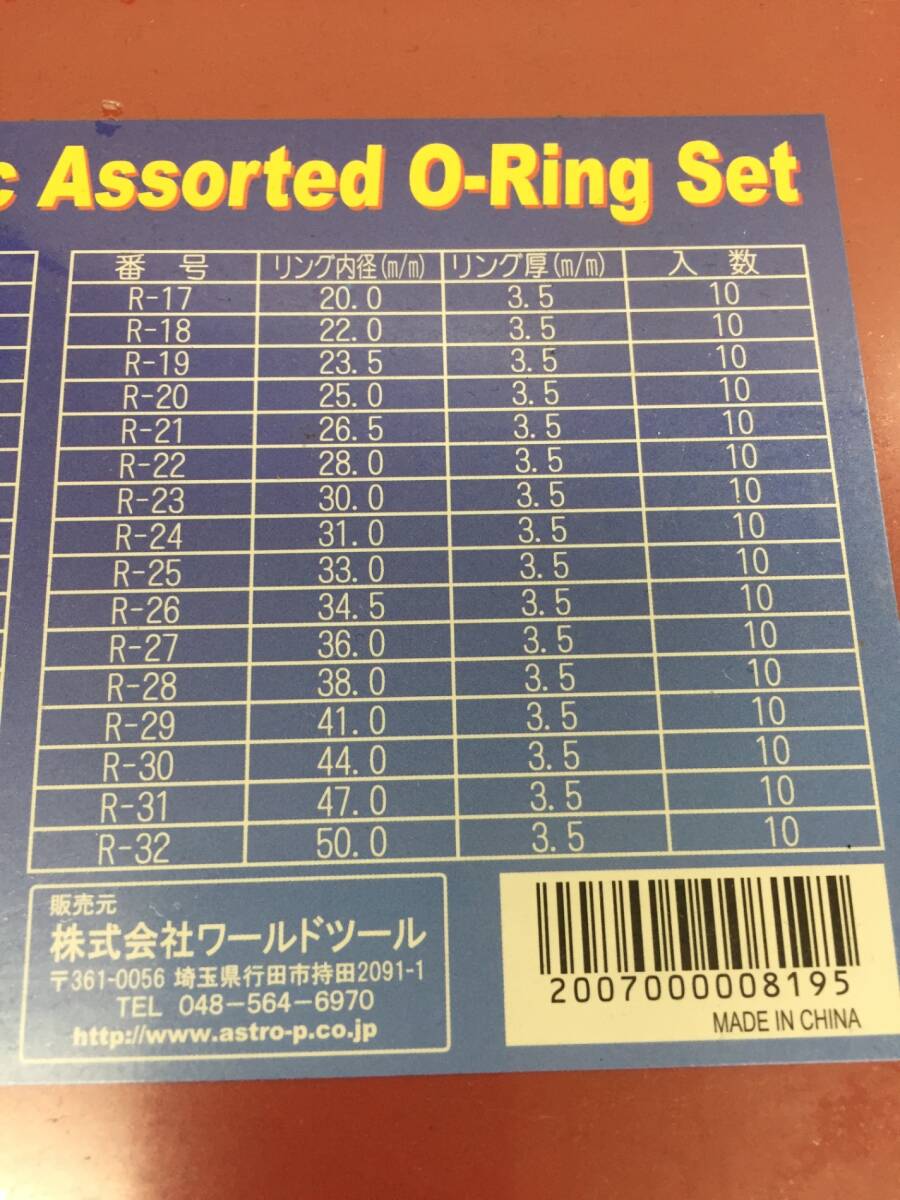 c Assorted O-Ring Set
番 号 リング内径(m/m) リング厚(m/m) 入 数
R-17 20.0 3.5 10
R-18 22.0 3.5 10
R-19 23.5 3.5 10
R-20 25.0 3.5 10
R-21 26.5 3.5 10
R-22 28.0 3.5 10
R-23 30.0 3.5 10
R-24 31.0 3.5 10
R-25 33.0 3.5 10
R-26 34.5 3.5 10
R-27 36.0 3.5 10
R-28 38.0 3.5 10
R-29 41.0 3.5 10
R-30 44.0 3.5 10
R-31 47.0 3.5 10
R-32 50.0 3.5 10
販売元
株式会社ワールドツール
〒361-0056 埼玉県行田市持田2091-1
TEL 048-564-6970
http://www.astro-p.co.jp
2007000008195
MADE IN CHINA